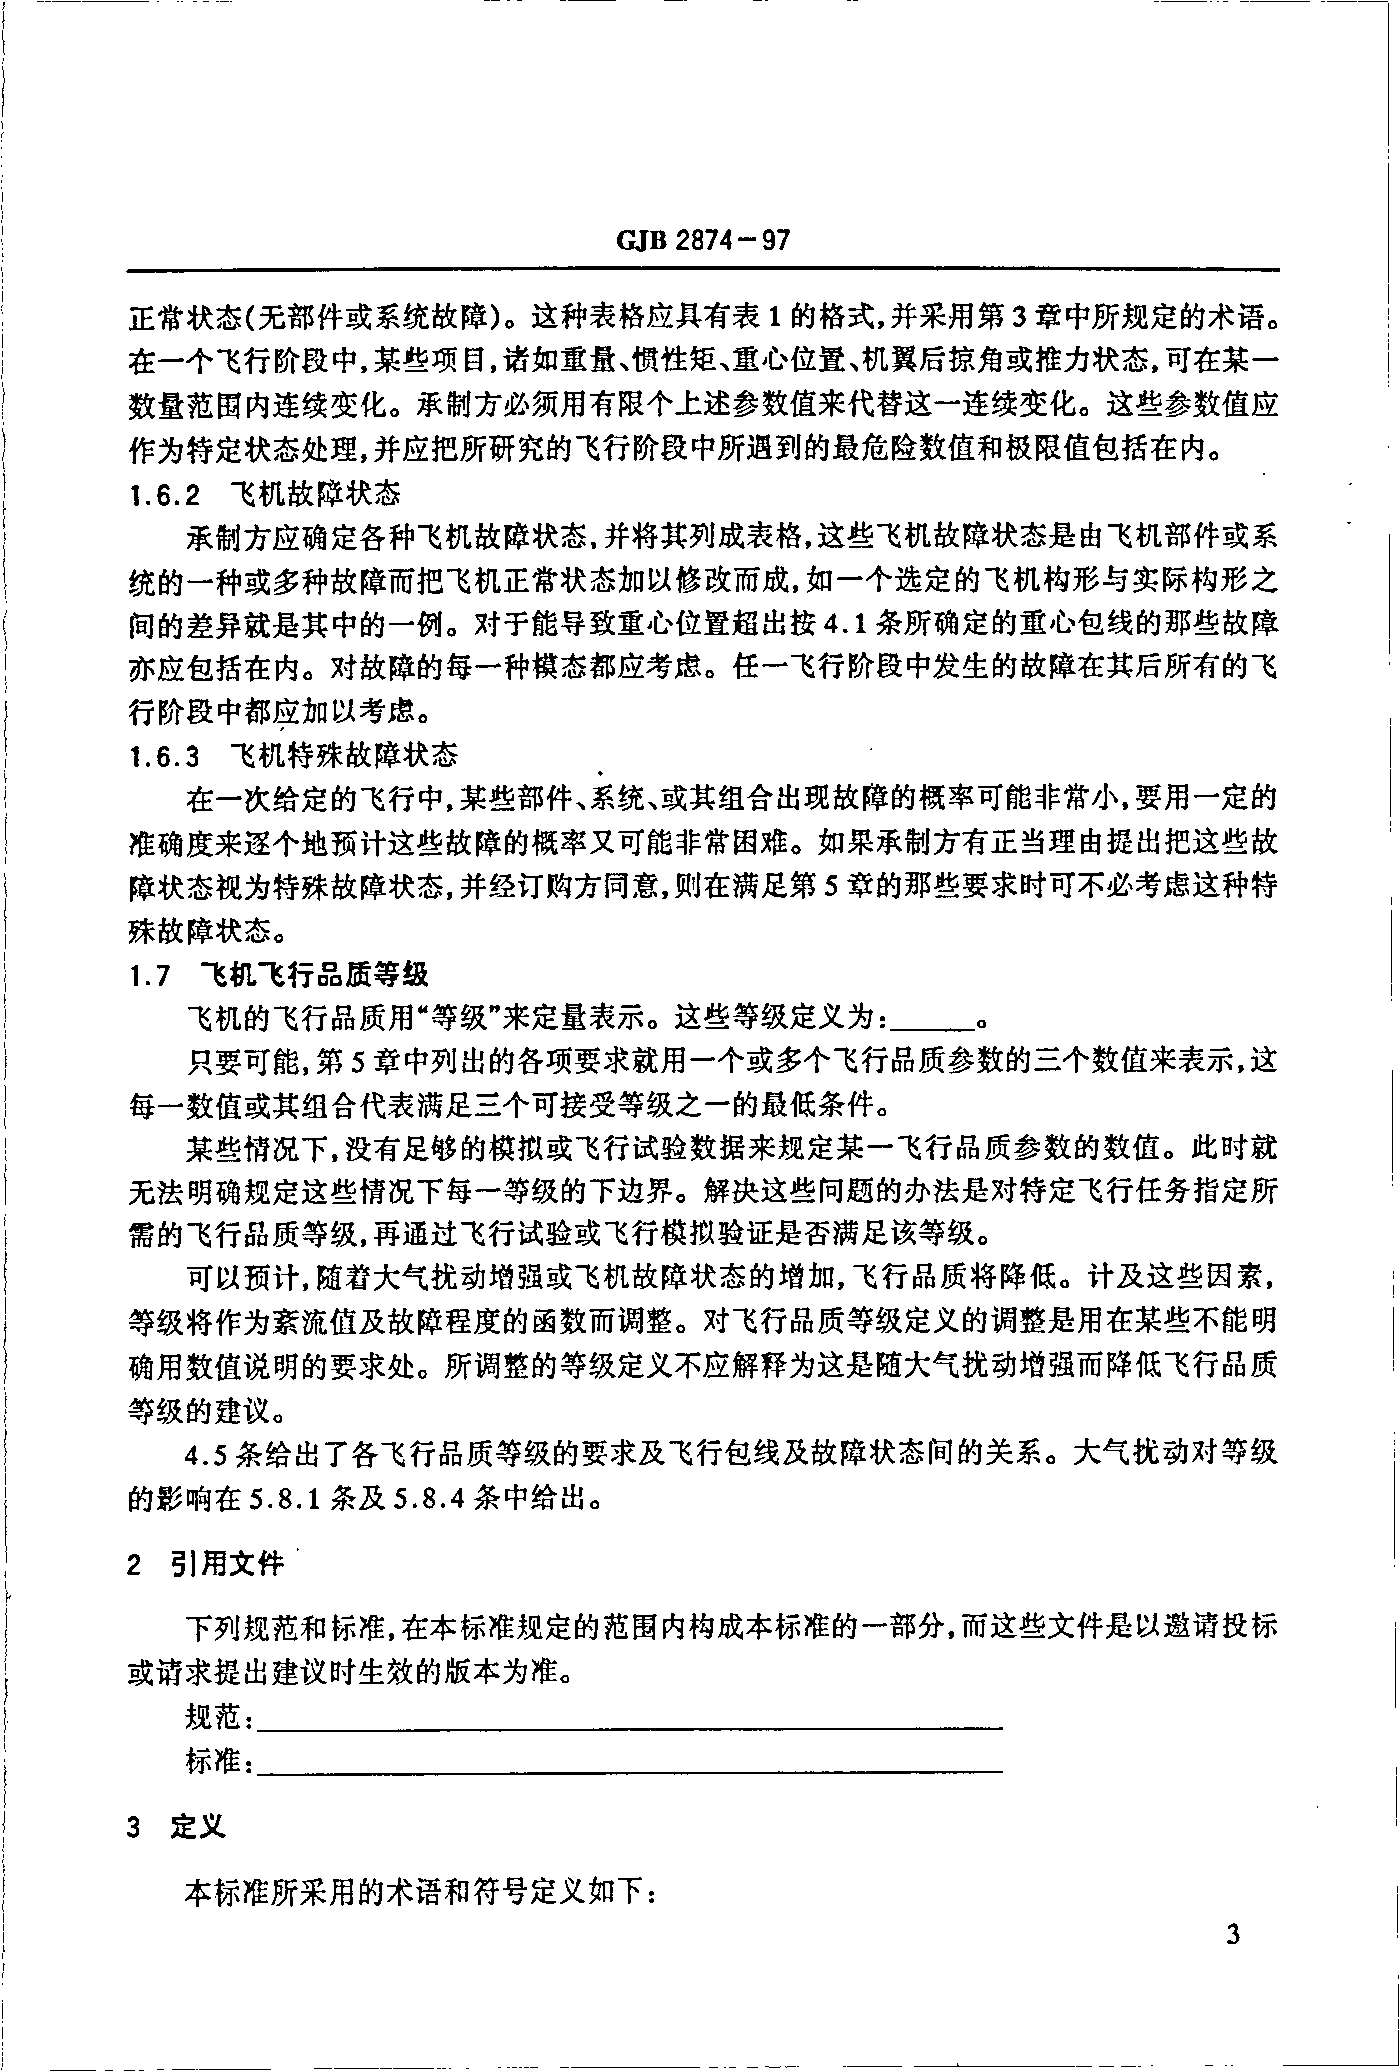 GJB 2874－97
正常状态(无部件或系统故障)。这种表格应具有表 1 的格式,并采用第 3 章中所规定的术语。
在一个飞行阶段中,某些项目,诸如重量、惯性矩、重心位置、机翼后掠角或推力状态,可在某一
数量范围内连续变化。承制方必须用有限个上述参数值来代替这一连续变化。这些参数值应
作为特定状态处理,并应把所研究的飞行阶段中所遇到的最危险数值和极限值包括在内。
1.6.2 飞机故障状态
承制方应确定各种飞机故障状态,并将其列成表格,这些飞机故障状态是由飞机部件或系
统的一种或多种故障而把飞机正常状态加以修改而成,如一个选定的飞机构形与实际构形之
间的差异就是其中的一例。对于能导致重心位置超出按 4.1 条所确定的重心包线的那些故障
亦应包括在内。对故障的每一种模态都应考虑。任一飞行阶段中发生的故障在其后所有的飞
行阶段中都应加以考虑。
1.6.3 飞机特殊故障状态
在一次给定的飞行中,某些部件、系统、或其组合出现故障的概率可能非常小,要用一定的
准确度来逐个地预计这些故障的概率又可能非常困难。如果承制方有正当理由提出把这些故
障状态视为特殊故障状态,并经订购方同意,则在满足第 5 章的那些要求时可不必考虑这种特
殊故障状态。
1.7 飞机飞行品质等级
飞机的飞行品质用“等级”来定量表示。这些等级定义为:______。
只要可能,第 5 章中列出的各项要求就用一个或多个飞行品质参数的三个数值来表示,这
每一数值或其组合代表满足三个可接受等级之一的最低条件。
某些情况下,没有足够的模拟或飞行试验数据来规定某一飞行品质参数的数值。此时就
无法明确规定这些情况下每一等级的下边界。解决这些问题的办法是对特定飞行任务指定所
需的飞行品质等级,再通过飞行试验或飞行模拟验证是否满足该等级。
可以预计,随着大气扰动增强或飞机故障状态的增加,飞行品质将降低。计及这些因素,
等级将作为紊流值及故障程度的函数而调整。对飞行品质等级定义的调整是用在某些不能明
确用数值说明的要求处。所调整的等级定义不应解释为这是随大气扰动增强而降低飞行品质
等级的建议。
4.5 条给出了各飞行品质等级的要求及飞行包线及故障状态间的关系。大气扰动对等级
的影响在 5.8.1 条及 5.8.4 条中给出。
2 引用文件
下列规范和标准,在本标准规定的范围内构成本标准的一部分,而这些文件是以邀请投标
或请求提出建议时生效的版本为准。
规范:
标准:
3 定义
本标准所采用的术语和符号定义如下:
3